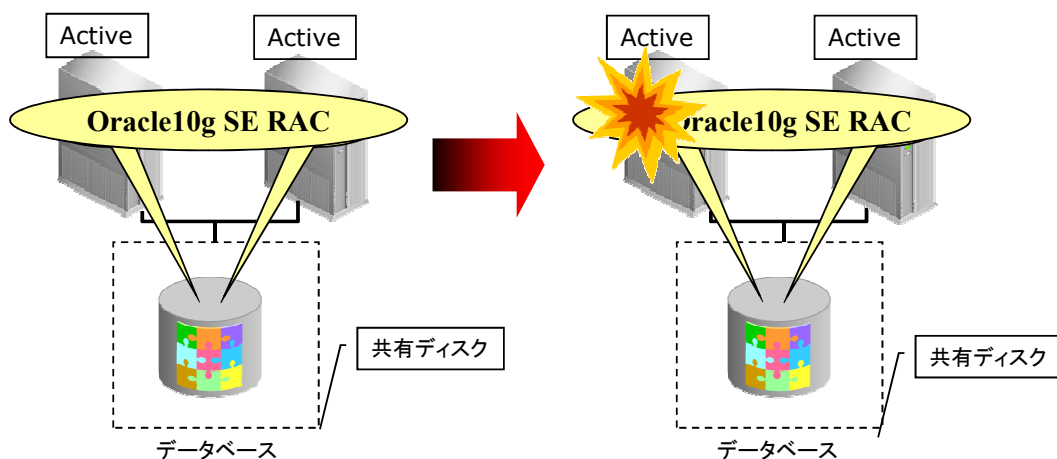 Active
Active
Oracle10g SE RAC
共有ディスク
データベース
Active
Active
racle10g SE RAC
共有ディスク
データベース